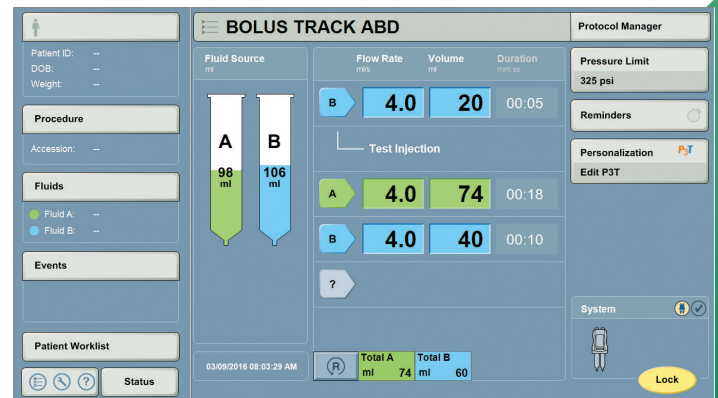 BOLUS TRACK ABD
Protocol Manager
Patient ID: --
DOB: --
Weight: --
Procedure
Accession: --
Fluids
Fluid A: --
Fluid B: --
Events
Patient Worklist
?
Status
Fluid Source
ml
A
98
ml
B
106
ml
03/09/2016 08:03:29 AM
Flow Rate Volume Duration
ml/s ml mm:ss
B 4.0 20 00:05
Test Injection
A 4.0 74 00:18
B 4.0 40 00:10
?
R
Total A Total B
ml 74 ml 60
Pressure Limit
325 psi
Reminders
Personalization P3T
Edit P3T
System
Lock